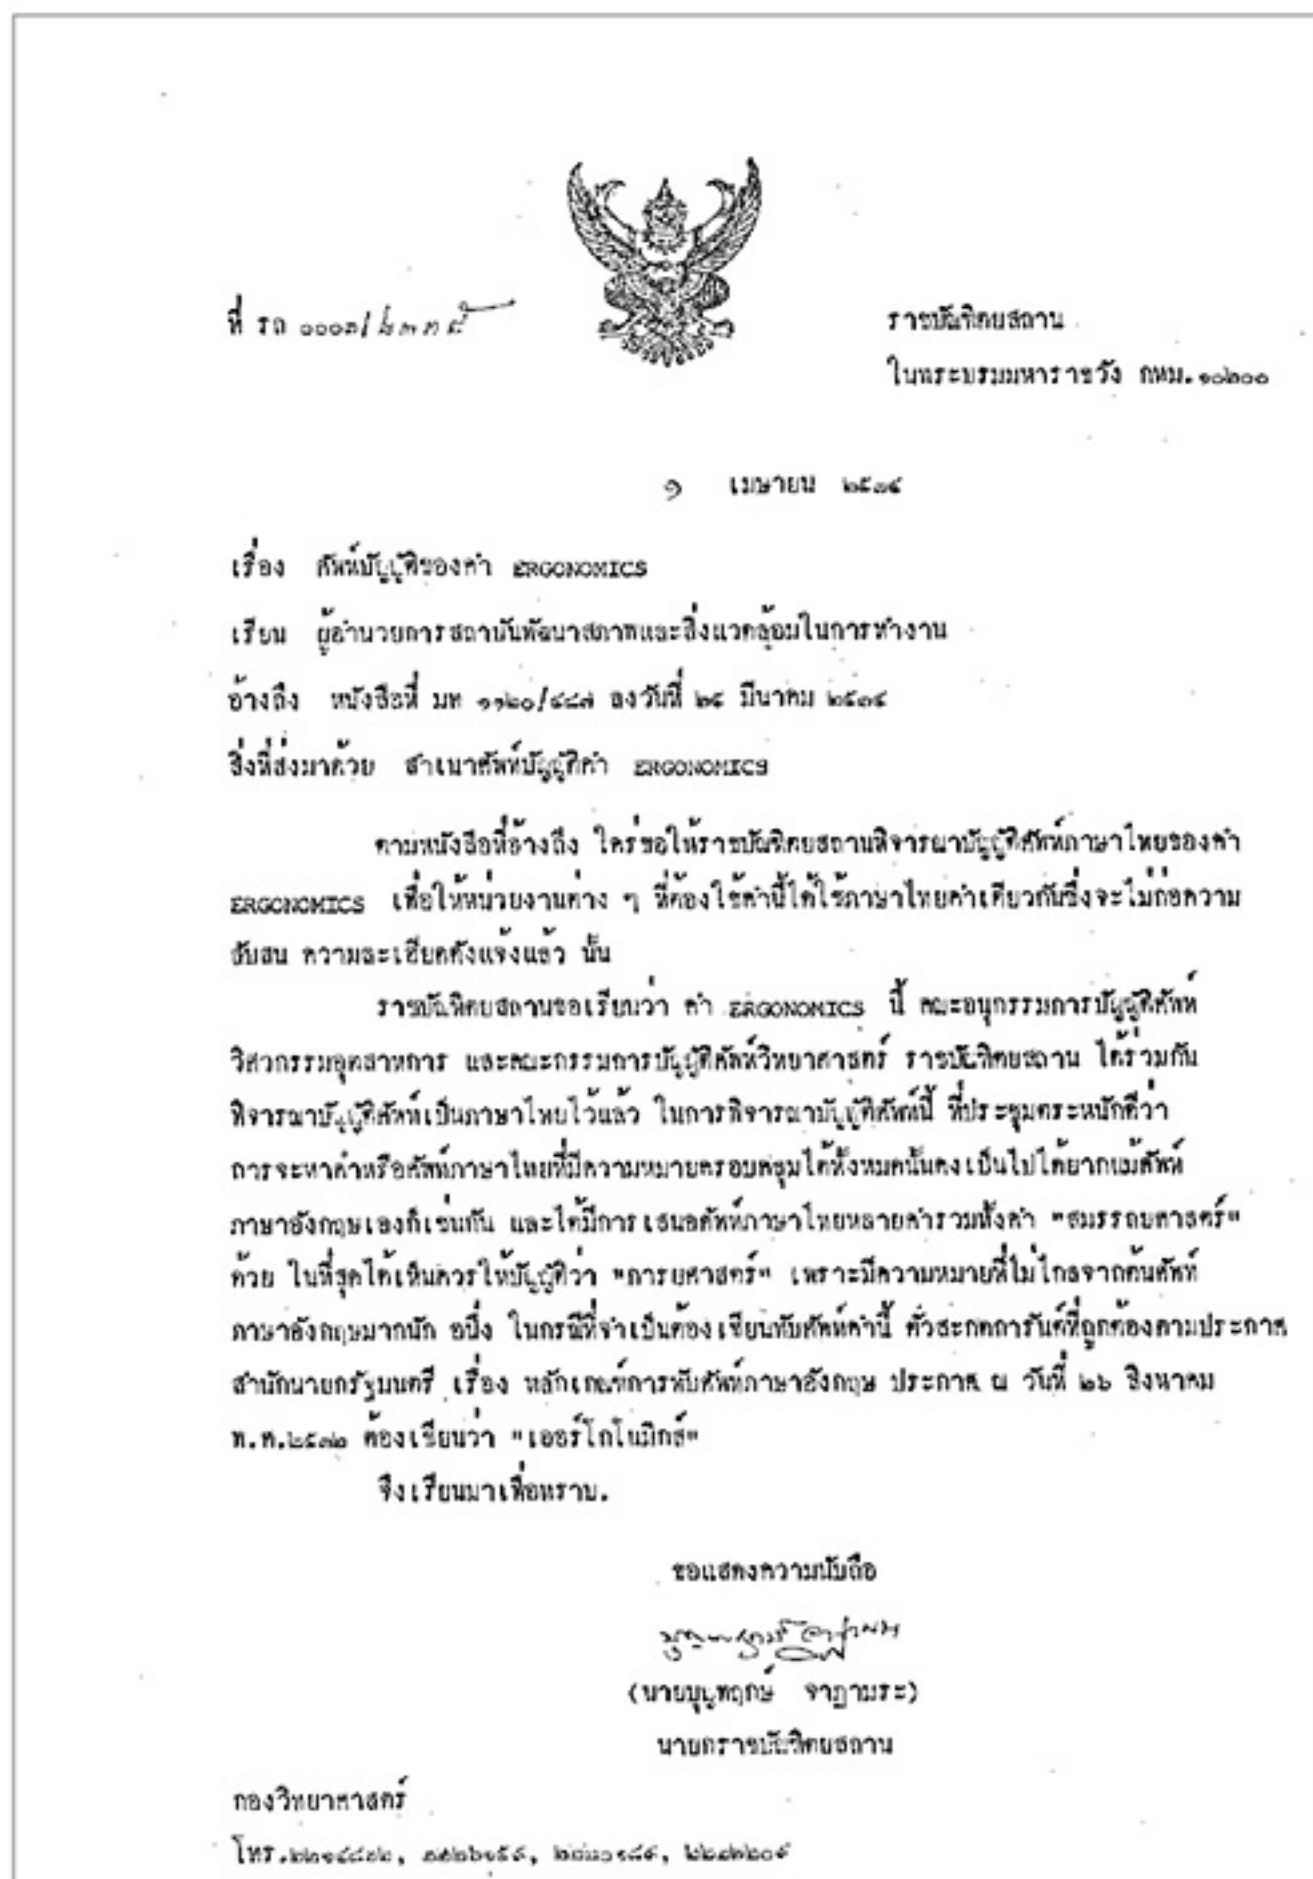 ที่ รถ ๐๐๐๓/
ราชบัณฑิตยสถาน
ในพระบรมมหาราชวัง กทม.๑๐๒๐๐
๑ เมษายน ๒๕๓๔
เรื่อง ศัพท์บัญญัติของคำ ERGONOMICS
เรียน ผู้อำนวยการสถาบันพัฒนาสภาพและสิ่งแวดล้อมในการทำงาน
อ้างถึง หนังสือที่ มท ๑๑๒๐/๔๔๗ ลงวันที่ ๒๕ มีนาคม ๒๕๓๔
สิ่งที่ส่งมาด้วย สำเนาศัพท์บัญญัติคำ ERGONOMICS
ตามหนังสือที่อ้างถึง ใคร่ขอให้ราชบัณฑิตยสถานพิจารณาบัญญัติศัพท์ภาษาไทยของคำ
ERGONOMICS เพื่อให้หน่วยงานต่าง ๆ ที่ต้องใช้คำนี้ได้ใช้ภาษาไทยคำเดียวกันซึ่งจะไม่ก่อความ
สับสน ความละเอียดดังแจ้งแล้ว นั้น
ราชบัณฑิตยสถานขอเรียนว่า คำ ERGONOMICS นี้ คณะอนุกรรมการบัญญัติศัพท์
วิศวกรรมอุตสาหการ และคณะกรรมการบัญญัติศัพท์วิทยาศาสตร์ ราชบัณฑิตยสถาน ได้ร่วมกัน
พิจารณาบัญญัติศัพท์เป็นภาษาไทยไว้แล้ว ในการพิจารณาบัญญัติศัพท์นี้ ที่ประชุมตระหนักดีว่า
การจะหาคำหรือศัพท์ภาษาไทยที่มีความหมายครอบคลุมได้ทั้งหมดนั้นคงเป็นไปได้ยากแม้ศัพท์
ภาษาอังกฤษเองก็เช่นกัน และได้มีการเสนอศัพท์ภาษาไทยหลายคำรวมทั้งคำ "สมรรถนศาสตร์"
ด้วย ในที่สุดได้เห็นควรให้บัญญัติว่า "การยศาสตร์" เพราะมีความหมายที่ไม่ไกลจากต้นศัพท์
ภาษาอังกฤษมากนัก อนึ่ง ในกรณีที่จำเป็นต้องเขียนทับศัพท์คำนี้ ตัวสะกดการันต์ที่ถูกต้องตามประกาศ
สำนักนายกรัฐมนตรี เรื่อง หลักเกณฑ์การทับศัพท์ภาษาอังกฤษ ประกาศ ณ วันที่ ๒๖ สิงหาคม
พ.ศ.๒๕๓๒ ต้องเขียนว่า "เออร์โกโนมิกส์"
จึงเรียนมาเพื่อทราบ.
ขอแสดงความนับถือ
(นายบุญพฤกษ์ จาฏามระ)
นายกราชบัณฑิตยสถาน
กองวิทยาศาสตร์
โทร.